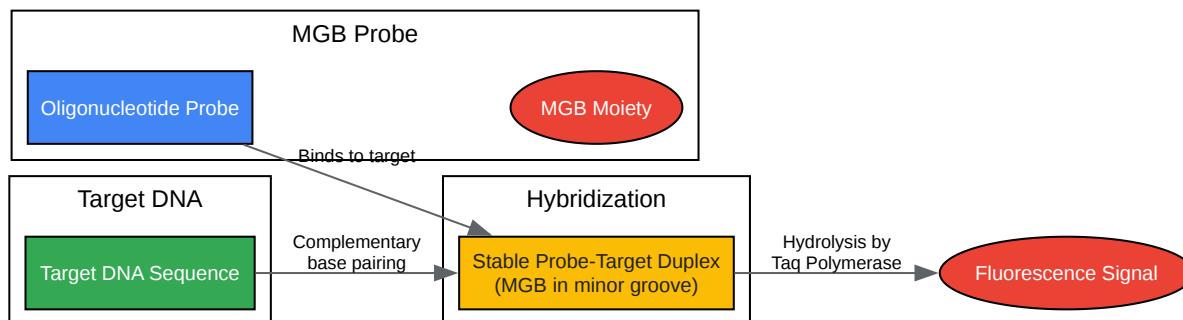 MGB Probe
Oligonucleotide Probe
MGB Moiety
Binds to target
Target DNA
Hybridization
Target DNA Sequence
Complementary
base pairing
Stable Probe-Target Duplex
(MGB in minor groove)
Hydrolysis by
Taq Polymerase
Fluorescence Signal